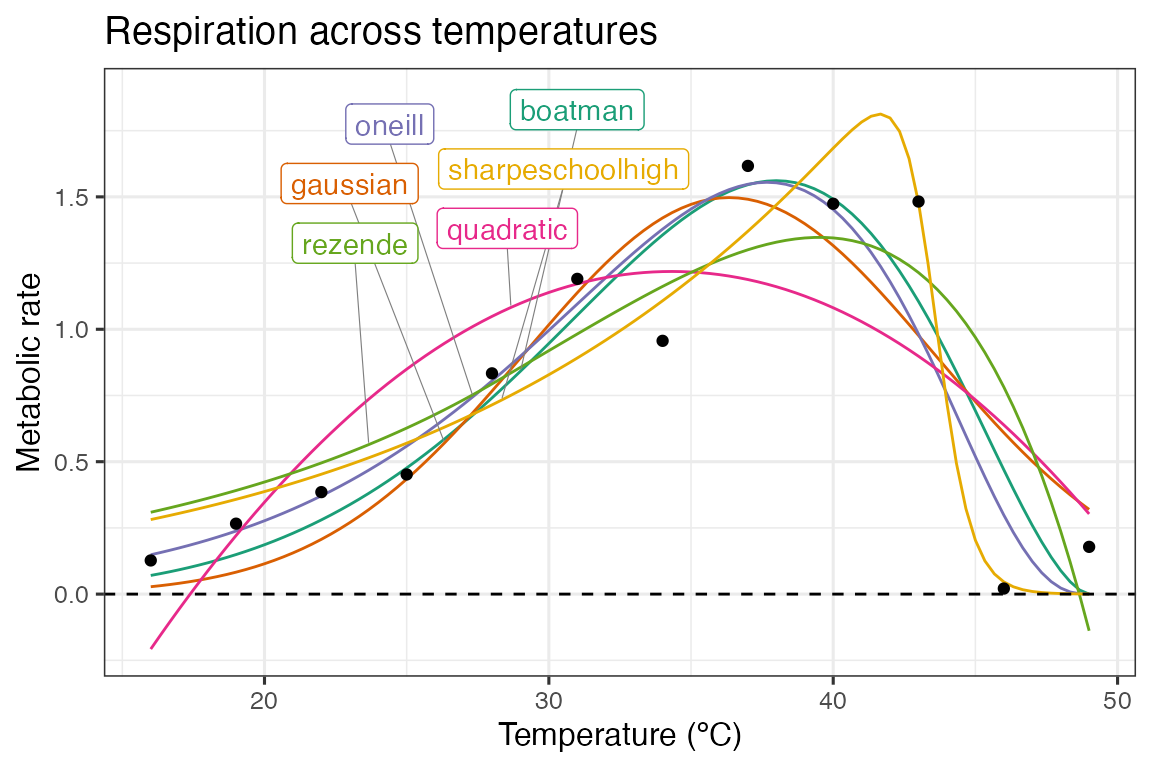 Respiration across temperatures
boatman
oneill
sharpeschoolhigh
gaussian
quadratic
rezende
Metabolic rate
1.5
1.0
0.5
0.0
20
30
40
50
Temperature (ºC)